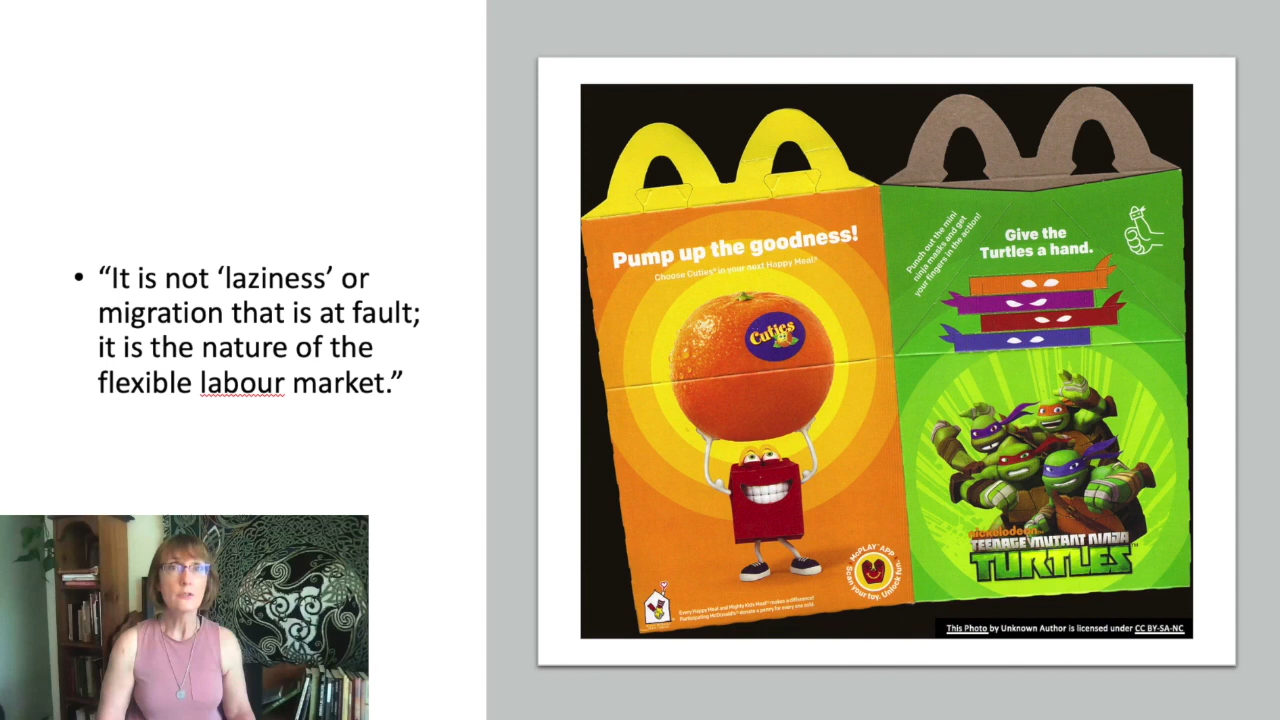 • “It is not ‘laziness’ or
migration that is at fault;
it is the nature of the
flexible labour market.”
Pump up the goodness!
Choose Cuties® in your next Happy Meal®
Cuties
McPLAY™ APP
Scan your toy. Unlock fun.
Every Happy Meal and Mighty Kids Meal® makes a difference!
Participating McDonald's® donate a penny for every one sold.
Punch out the mini
ninja masks and get
your fingers in the action!
Give the
Turtles a hand.
nickelodeon
TEENAGE MUTANT NINJA
TURTLES™
This Photo by Unknown Author is licensed under CC BY-SA-NC